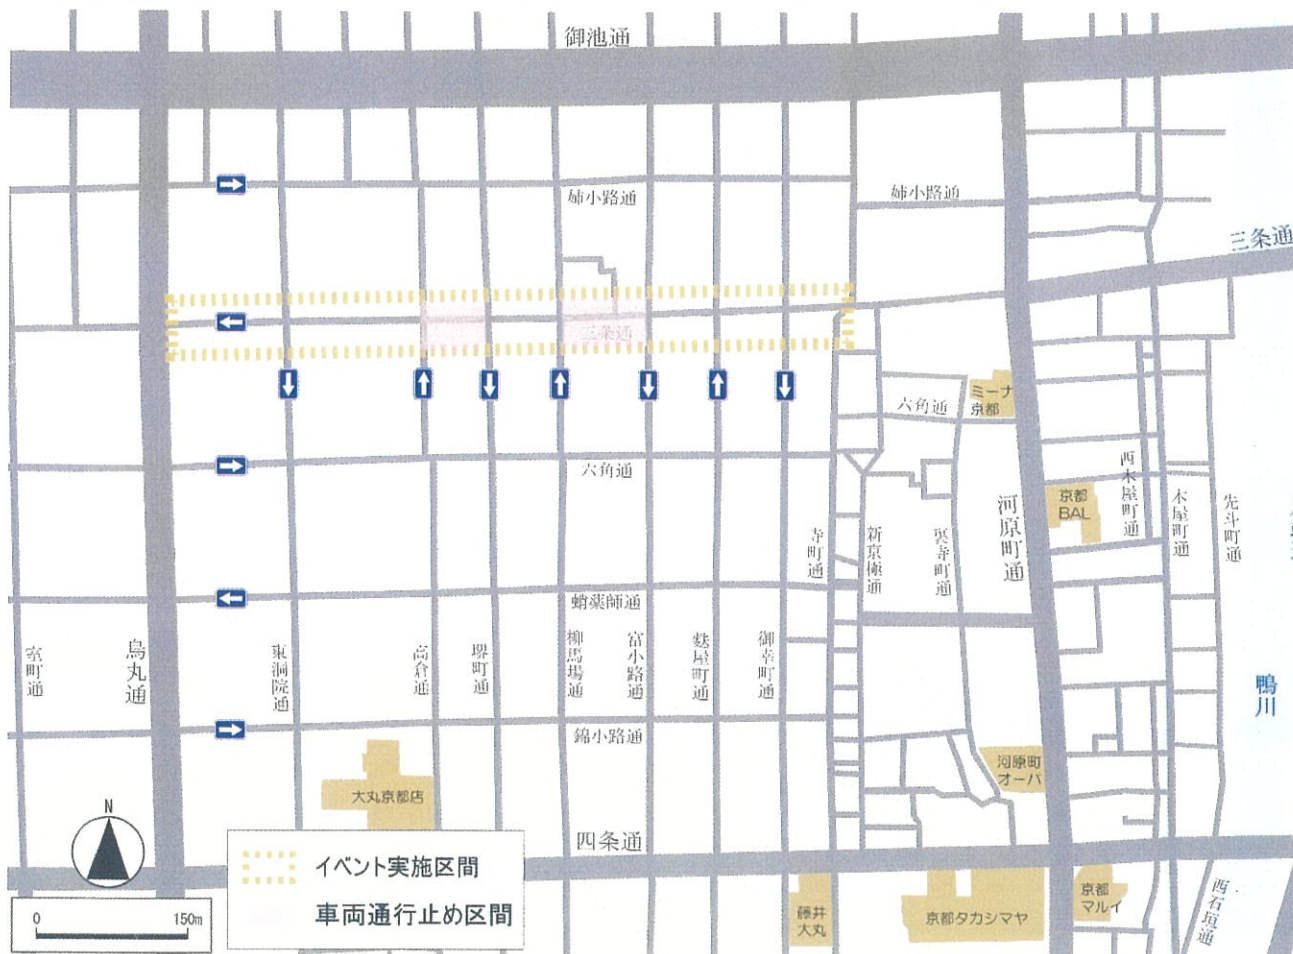 御池通
姉小路通
姉小路通
三条通
三条通
ミーナ
京都
六角通
六角通
京都
BAL
西木屋町通
木屋町通
先斗町通
河原町通
寺町通
新京極通
裏寺町通
蛸薬師通
室町通
烏丸通
東洞院通
高倉通
堺町通
柳馬場通
富小路通
麩屋町通
御幸町通
鴨川
錦小路通
大丸京都店
河原町
オーパ
四条通
N
イベント実施区間
車両通行止め区間
0 150m
藤井
大丸
京都タカシマヤ
京都
マルイ
西石垣通